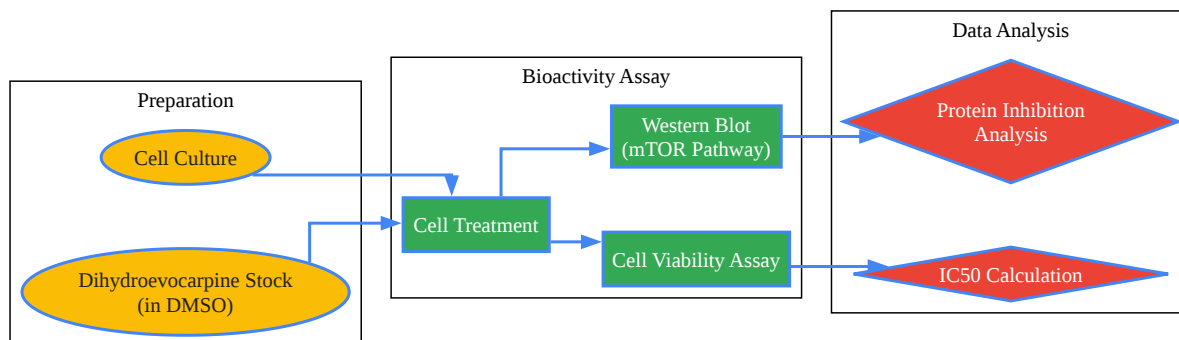 Preparation
Cell Culture
Dihydroevocarpine Stock
(in DMSO)
Bioactivity Assay
Western Blot
(mTOR Pathway)
Cell Treatment
Cell Viability Assay
Data Analysis
Protein Inhibition
Analysis
IC50 Calculation